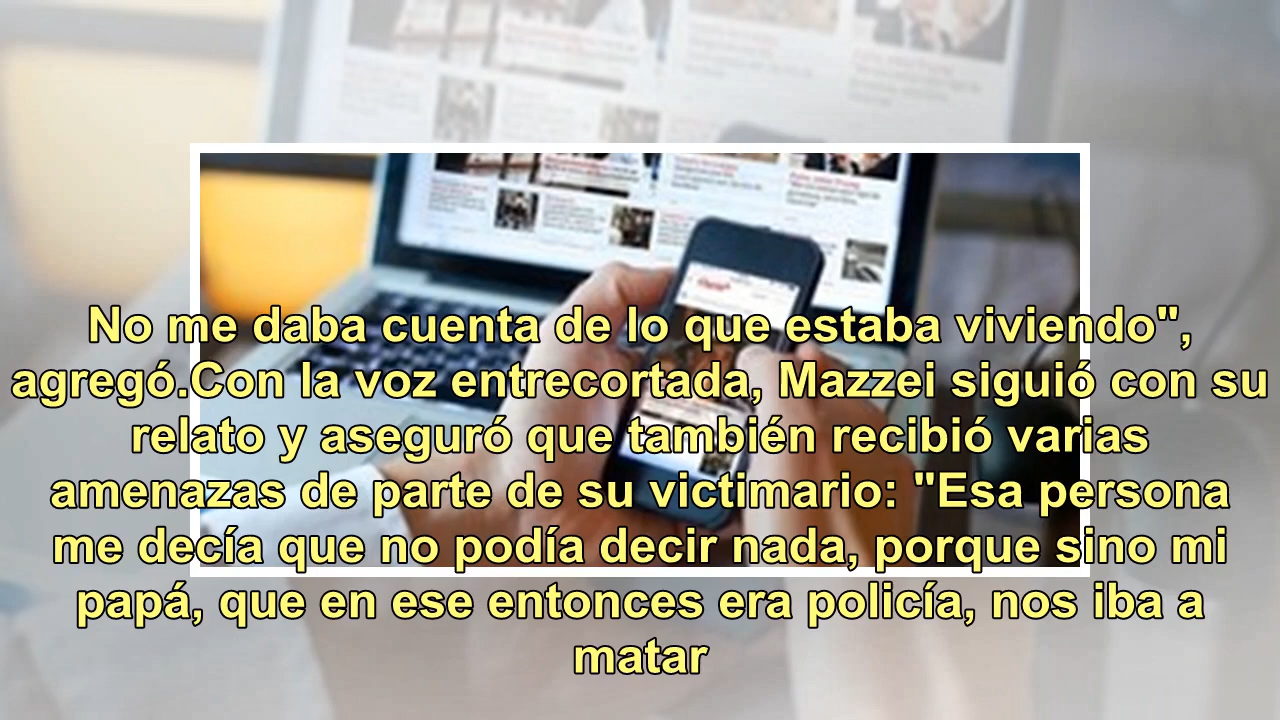 No me daba cuenta de lo que estaba viviendo",
agregó.Con la voz entrecortada, Mazzei siguió con su
relato y aseguró que también recibió varias
amenazas de parte de su victimario: "Esa persona
me decía que no podía decir nada, porque sino mi
papá, que en ese entonces era policía, nos iba a
matar